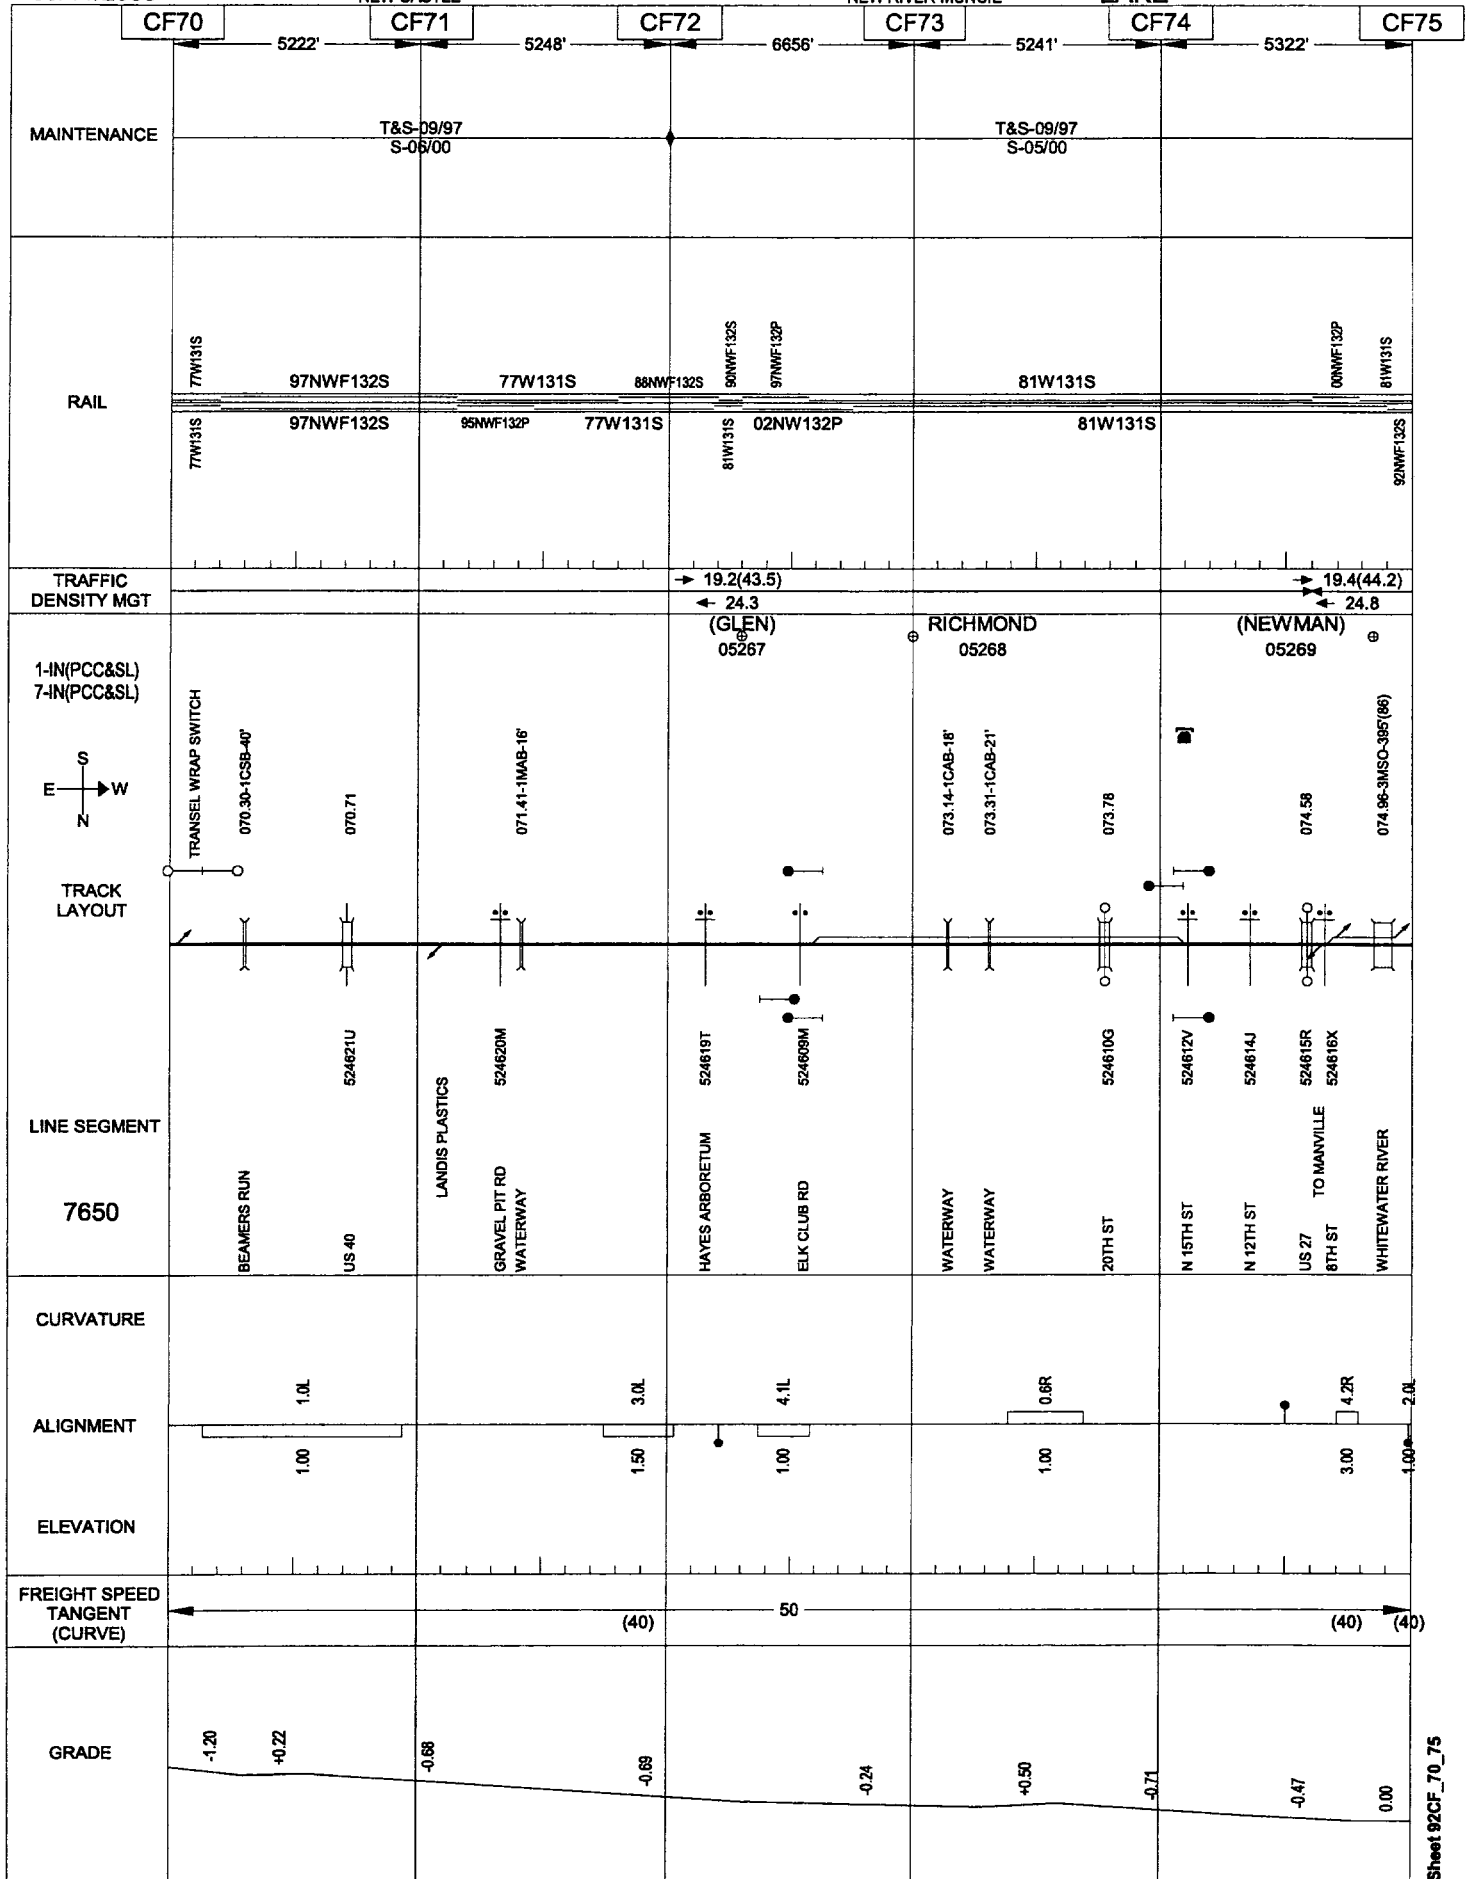 CF70 CF71 CF72 CF73 CF74 CF75
5222' 5248' 6656' 5241' 5322'
MAINTENANCE
T&S-09/97 T&S-09/97
S-06/00 S-05/00
RAIL
77W131S 97NWF132S 77W131S 88NWF132S 90NWF132S 97NWF132P 81W131S 00NWF132P 81W131S
77W131S 97NWF132S 95NWF132P 77W131S 81W131S 02NW132P 81W131S 92NWF132S
TRAFFIC
DENSITY MGT
19.2(43.5) 19.4(44.2)
24.3 24.8
(GLEN) RICHMOND (NEWMAN)
05267 05268 05269
1-IN(PCC&SL)
7-IN(PCC&SL)
S
E W
N
TRANSEL WRAP SWITCH
070.30-1CSB-40'
070.71
071.41-1MAB-16'
073.14-1CAB-18'
073.31-1CAB-21'
073.78
074.58
074.96-3MSO-395'(86)
TRACK
LAYOUT
524621U
524620M
524619T
524609M
524610G
524612V
524614J
524615R
524616X
LINE SEGMENT
7650
BEAMERS RUN
US 40
LANDIS PLASTICS
GRAVEL PIT RD
WATERWAY
HAYES ARBORETUM
ELK CLUB RD
WATERWAY
WATERWAY
20TH ST
N 15TH ST
N 12TH ST
US 27
TO MANVILLE
8TH ST
WHITEWATER RIVER
CURVATURE
1.0L 3.0L 4.1L 0.6R 4.2R 2.0L
ALIGNMENT
1.00 1.50 1.00 1.00 3.00 1.00
ELEVATION
FREIGHT SPEED
TANGENT
(CURVE)
50
(40) (40) (40)
GRADE
-1.20 +0.22 -0.68 -0.69 -0.24 +0.50 -0.71 -0.47 0.00
Sheet 92CF_70_75